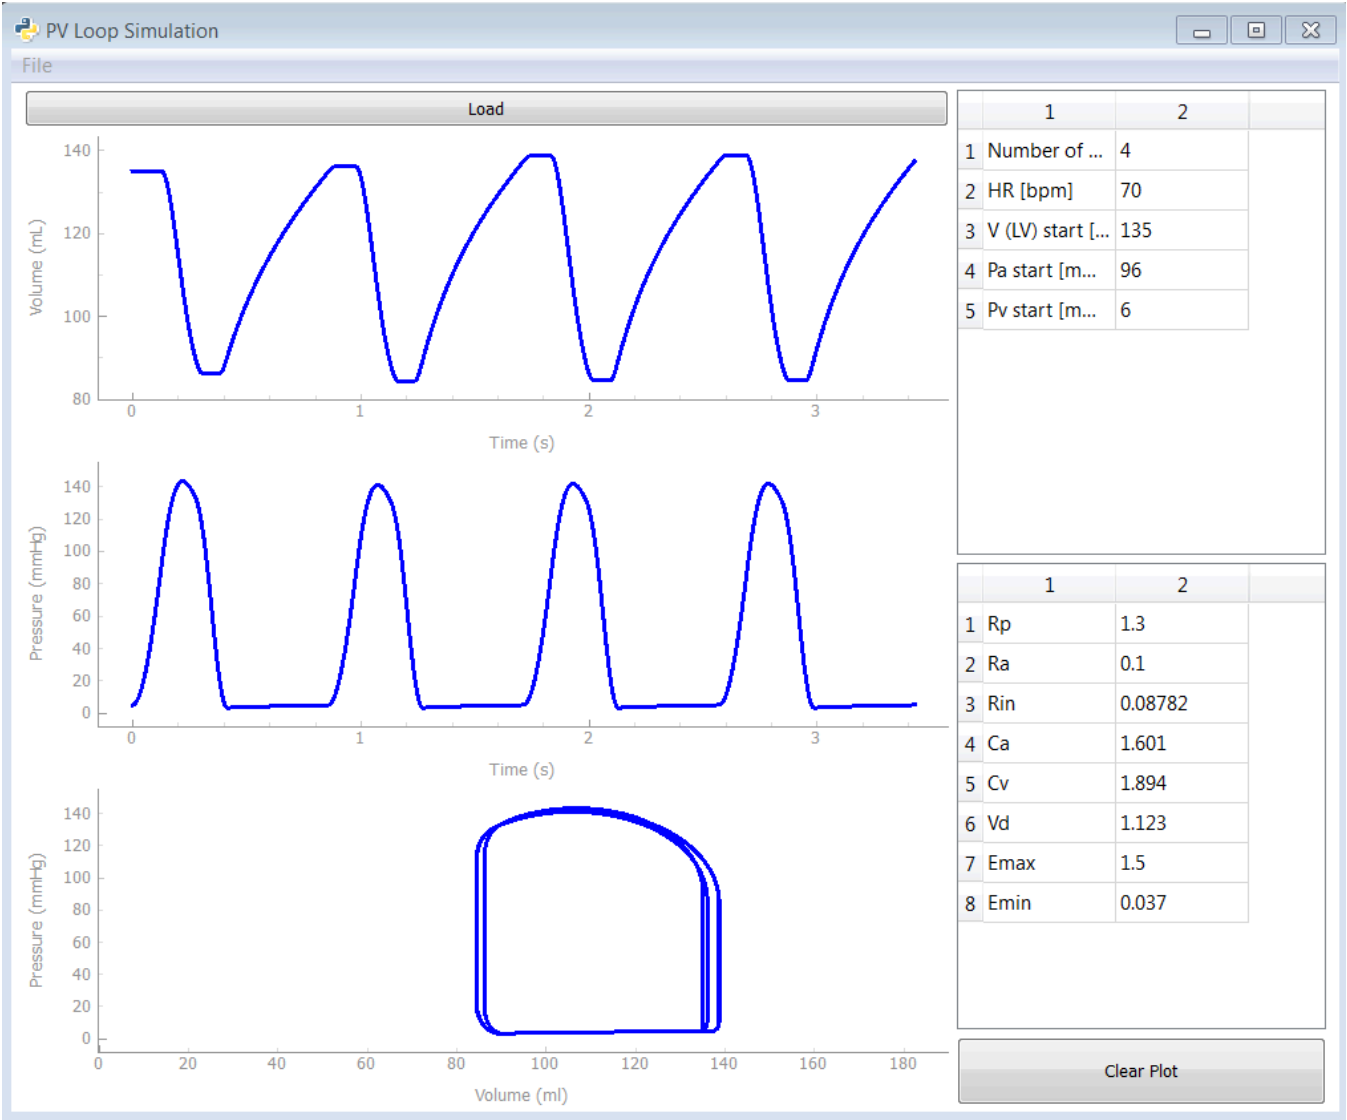 PV Loop Simulation
File
Load
140
120
100
80
Volume (mL)
0 1 2 3
Time (s)
140
120
100
80
60
40
20
0
Pressure (mmHg)
0 1 2 3
Time (s)
140
120
100
80
60
40
20
0
Pressure (mmHg)
0 20 40 60 80 100 120 140 160 180
Volume (ml)
1 2
1 Number of ... 4
2 HR [bpm] 70
3 V (LV) start [... 135
4 Pa start [m... 96
5 Pv start [m... 6
1 2
1 Rp 1.3
2 Ra 0.1
3 Rin 0.08782
4 Ca 1.601
5 Cv 1.894
6 Vd 1.123
7 Emax 1.5
8 Emin 0.037
Clear Plot